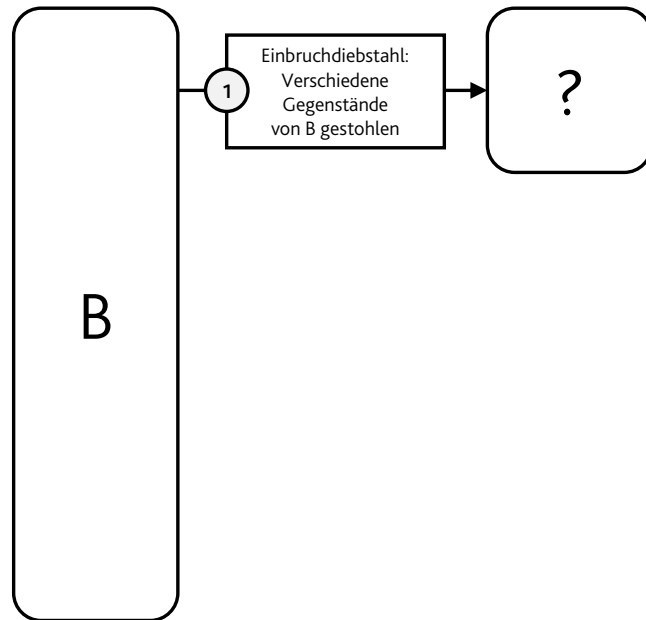 B
1
Einbruchdiebstahl:
Verschiedene
Gegenstände
von B gestohlen
?